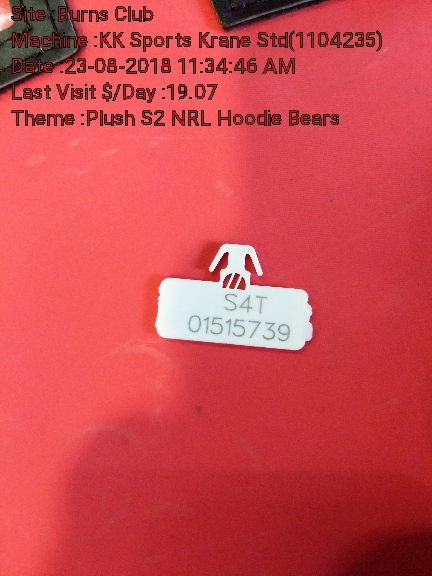 Site :Burns Club
Machine :KK Sports Krane Std(1104235)
Date :23-08-2018 11:34:46 AM
Last Visit $/Day :19.07
Theme :Plush S2 NRL Hoodie Bears
S4T
01515739